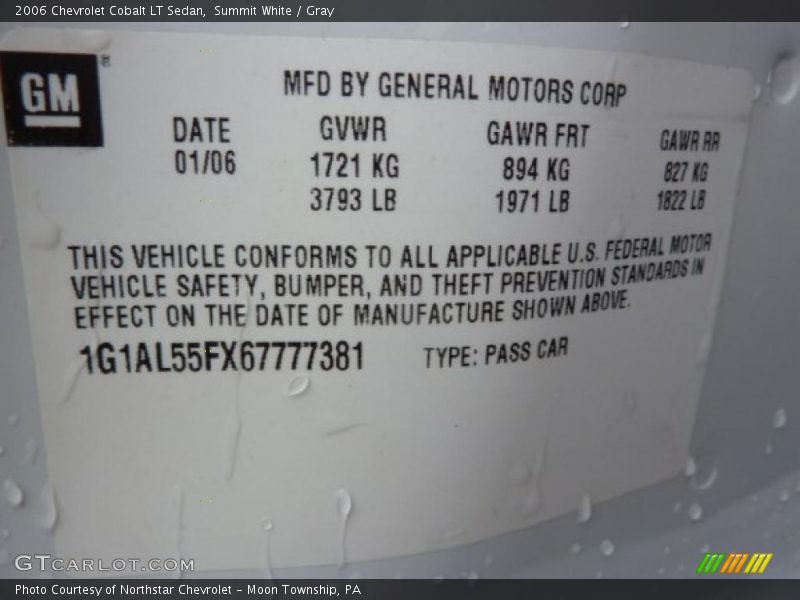 2006 Chevrolet Cobalt LT Sedan, Summit White / Gray
GM®
MFD BY GENERAL MOTORS CORP
DATE GVWR GAWR FRT GAWR RR
01/06 1721 KG 894 KG 827 KG
3793 LB 1971 LB 1822 LB
THIS VEHICLE CONFORMS TO ALL APPLICABLE U.S. FEDERAL MOTOR
VEHICLE SAFETY, BUMPER, AND THEFT PREVENTION STANDARDS IN
EFFECT ON THE DATE OF MANUFACTURE SHOWN ABOVE.
1G1AL55FX67777381 TYPE: PASS CAR
GTCARLOT.COM
Photo Courtesy of Northstar Chevrolet - Moon Township, PA